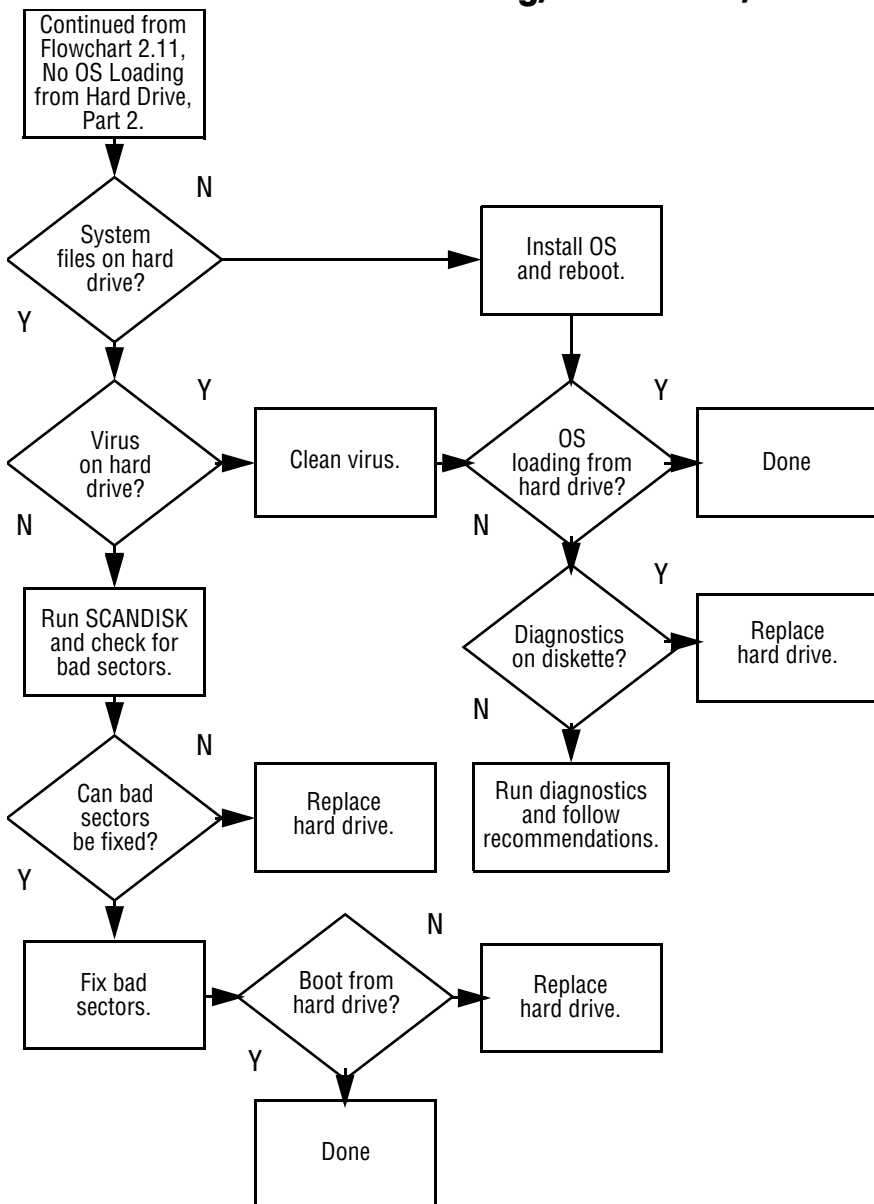 Continued from
Flowchart 2.11,
No OS Loading
from Hard Drive,
Part 2.
N
System
files on hard
drive?
Install OS
and reboot.
Y
Y
Virus
on hard
drive?
Clean virus.
Y
OS
loading from
hard drive?
Done
N
N
Run SCANDISK
and check for
bad sectors.
Y
Diagnostics
on diskette?
Replace
hard drive.
N
N
Can bad
sectors
be fixed?
Replace
hard drive.
Run diagnostics
and follow
recommendations.
Y
N
Fix bad
sectors.
Boot from
hard drive?
Replace
hard drive.
Y
Done